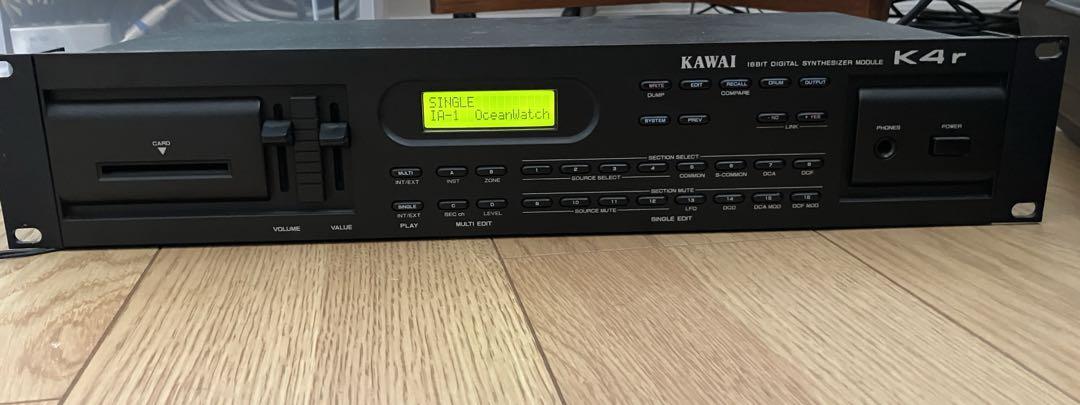 KAWAI 16BIT DIGITAL SYNTHESIZER MODULE K4r
SINGLE
IA-1 OceanWatch
WRITE EDIT RECALL DRUM OUTPUT
DUMP COMPARE
SYSTEM PREV - NO + YES
LINK
CARD
PHONES POWER
SECTION SELECT
MULTI A B 1 2 3 4 5 6 7 8
INT/EXT INST ZONE SOURCE SELECT COMMON S-COMMON DCA DCF
SECTION MUTE
SINGLE C D 9 10 11 12 13 14 15 16
INT/EXT REC ch LEVEL SOURCE MUTE LFO DCO DCA MOD DCF MOD
VOLUME VALUE PLAY MULTI EDIT SINGLE EDIT